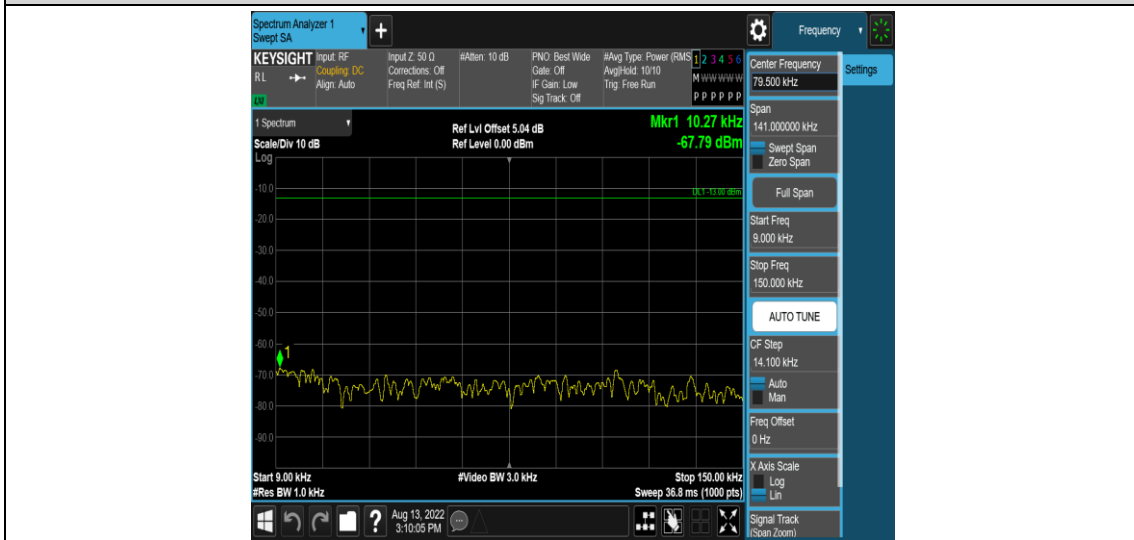 Spectrum Analyzer 1
Swept SA
+
Frequency
KEYSIGHT
RL
LXI
Input: RF
Coupling: DC
Align: Auto
Input Z: 50 Ω
Corrections: Off
Freq Ref: Int (S)
#Atten: 10 dB
PNO: Best Wide
Gate: Off
IF Gain: Low
Sig Track: Off
#Avg Type: Power (RMS
Avg|Hold: 10/10
Trig: Free Run
1 2 3 4 5 6
M W W W W W
P P P P P P
1 Spectrum
Scale/Div 10 dB
Log
Ref Lvl Offset 5.04 dB
Ref Level 0.00 dBm
Mkr1 10.27 kHz
-67.79 dBm
DL1 -13.00 dBm
-10.0
-20.0
-30.0
-40.0
-50.0
-60.0
-70.0
-80.0
-90.0
1
Start 9.00 kHz
#Res BW 1.0 kHz
#Video BW 3.0 kHz
Stop 150.00 kHz
Sweep 36.8 ms (1000 pts)
Center Frequency
79.500 kHz
Settings
Span
141.000000 kHz
Swept Span
Zero Span
Full Span
Start Freq
9.000 kHz
Stop Freq
150.000 kHz
AUTO TUNE
CF Step
14.100 kHz
Auto
Man
Freq Offset
0 Hz
X Axis Scale
Log
Lin
Signal Track
(Span Zoom)
?
Aug 13, 2022
3:10:05 PM